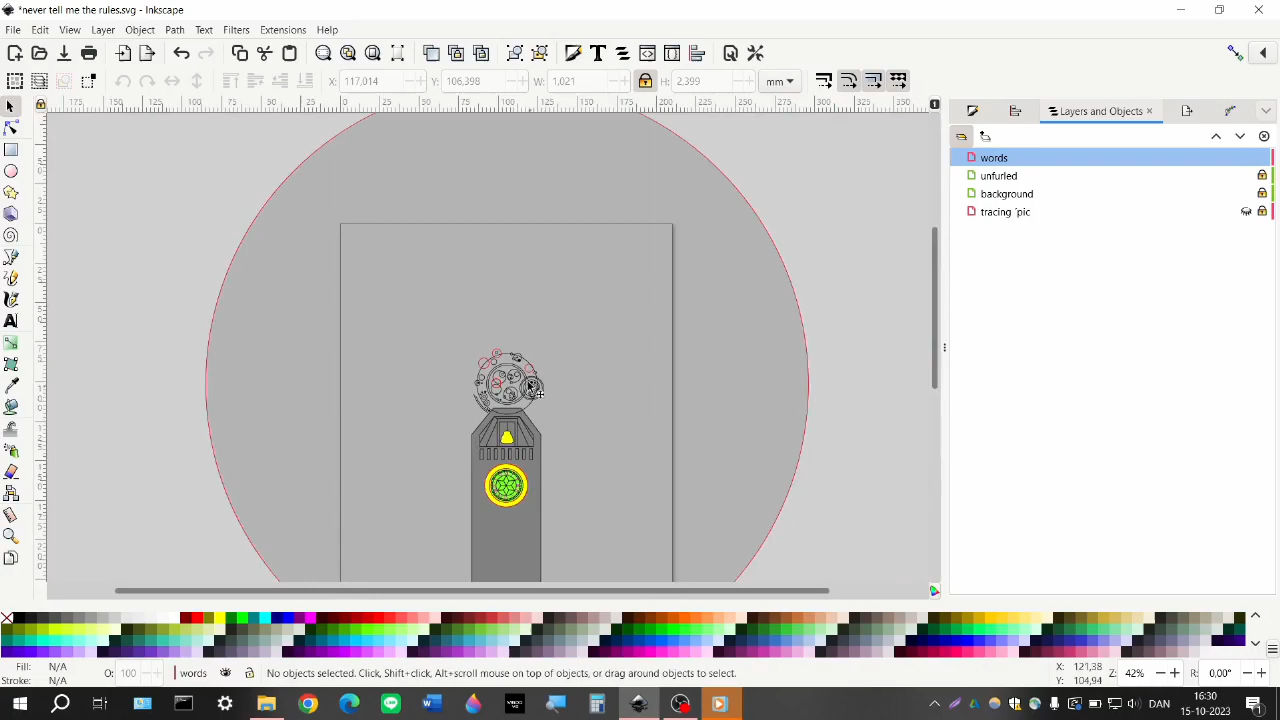 *never tell me the rules.svg - Inkscape
File Edit View Layer Object Path Text Filters Extensions Help
X: 117,014 Y: 106,398 W: 1,021 H: 2,399 mm
Layers and Objects
words
unfurled
background
tracing 'pic
Fill: N/A
Stroke: N/A
O: 100
words
No objects selected. Click, Shift+click, Alt+scroll mouse on top of objects, or drag around objects to select.
X: 121,38
Y: 104,94
Z: 42%
R: 0,00°
DAN
16:30
15-10-2023